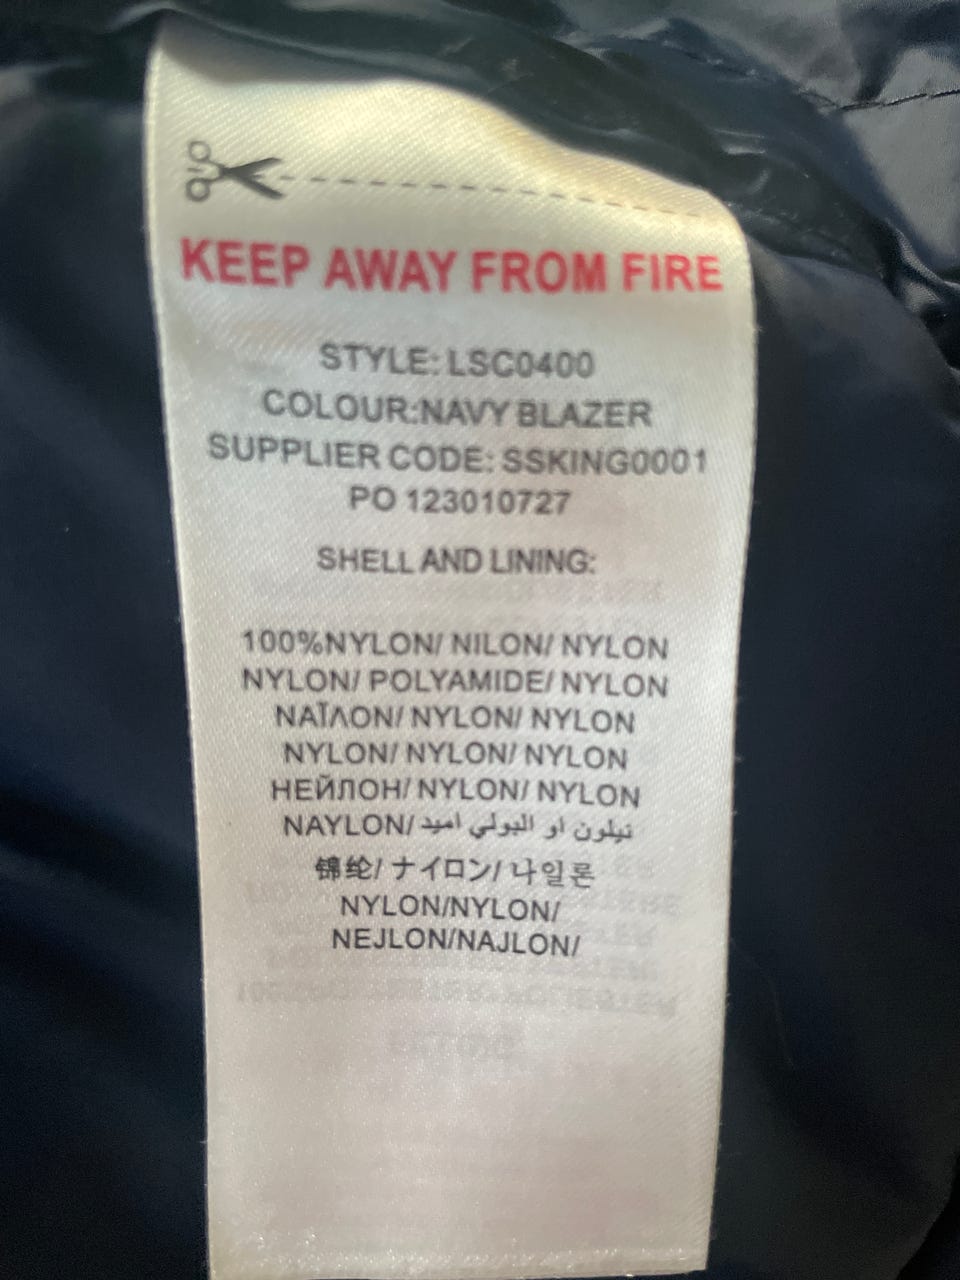 KEEP AWAY FROM FIRE
STYLE: LSC0400
COLOUR:NAVY BLAZER
SUPPLIER CODE: SSKING0001
PO 123010727
SHELL AND LINING:
100%NYLON/ NILON/ NYLON
NYLON/ POLYAMIDE/ NYLON
ΝΑΪΛΟΝ/ NYLON/ NYLON
NYLON/ NYLON/ NYLON
НЕЙЛОН/ NYLON/ NYLON
NAYLON/ نيلون او البولي اميد
锦纶/ ナイロン/ 나일론
NYLON/NYLON/
NEJLON/NAJLON/